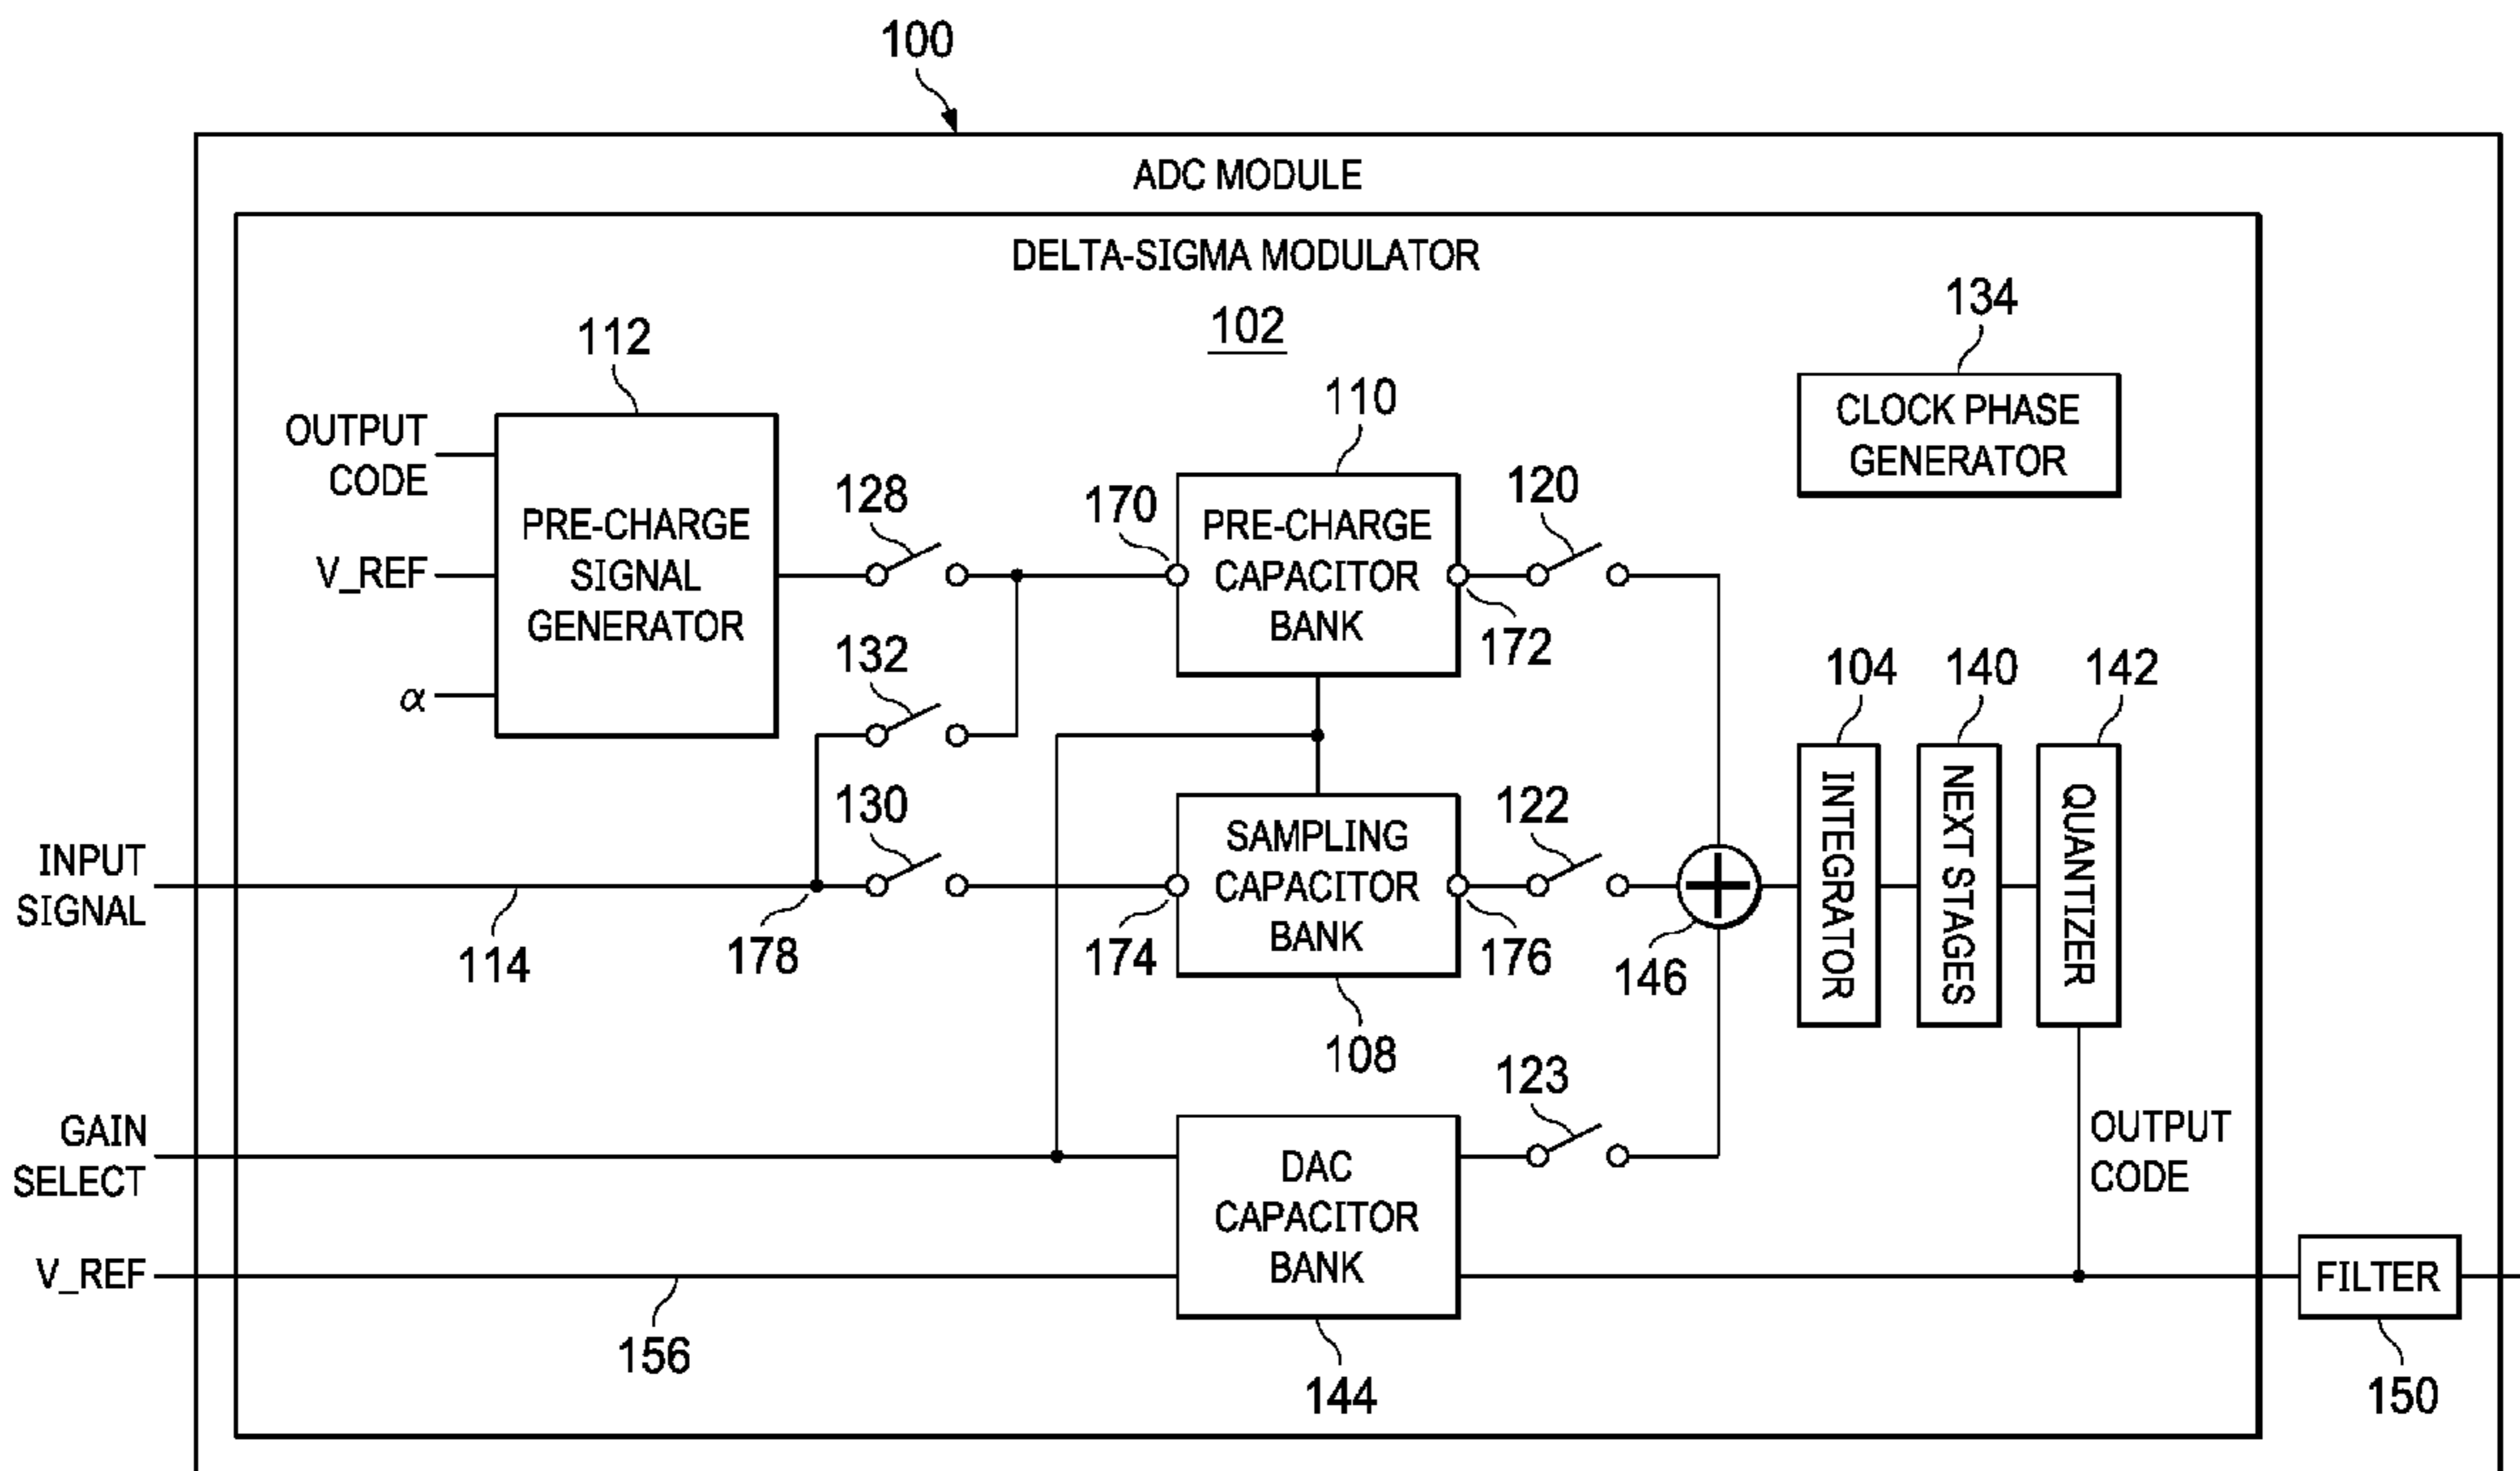 100
ADC MODULE
DELTA-SIGMA MODULATOR
102
134
CLOCK PHASE
GENERATOR
112
OUTPUT
CODE
V_REF
α
PRE-CHARGE
SIGNAL
GENERATOR
128
132
130
110
170
PRE-CHARGE
CAPACITOR
BANK
172
120
104
INTEGRATOR
140
NEXT STAGES
142
QUANTIZER
INPUT
SIGNAL
114
178
174
SAMPLING
CAPACITOR
BANK
176
122
146
108
123
GAIN
SELECT
V_REF
156
DAC
CAPACITOR
BANK
144
OUTPUT
CODE
FILTER
150